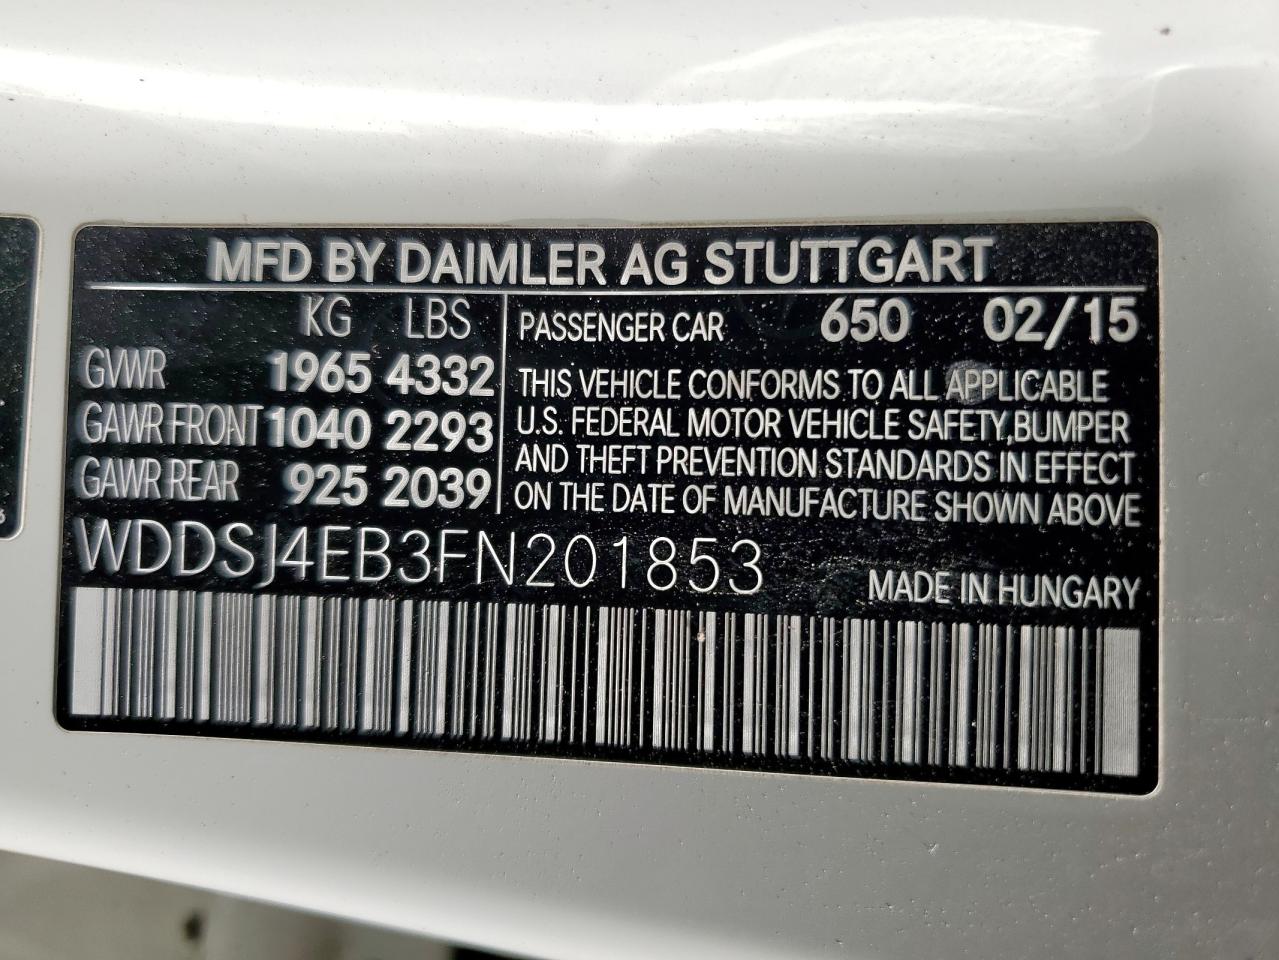 MFD BY DAIMLER AG STUTTGART
KG LBS
GVWR 1965 4332
GAWR FRONT 1040 2293
GAWR REAR 925 2039
PASSENGER CAR 650 02/15
THIS VEHICLE CONFORMS TO ALL APPLICABLE
U.S. FEDERAL MOTOR VEHICLE SAFETY,BUMPER
AND THEFT PREVENTION STANDARDS IN EFFECT
ON THE DATE OF MANUFACTURE SHOWN ABOVE
WDDSJ4EB3FN201853
MADE IN HUNGARY